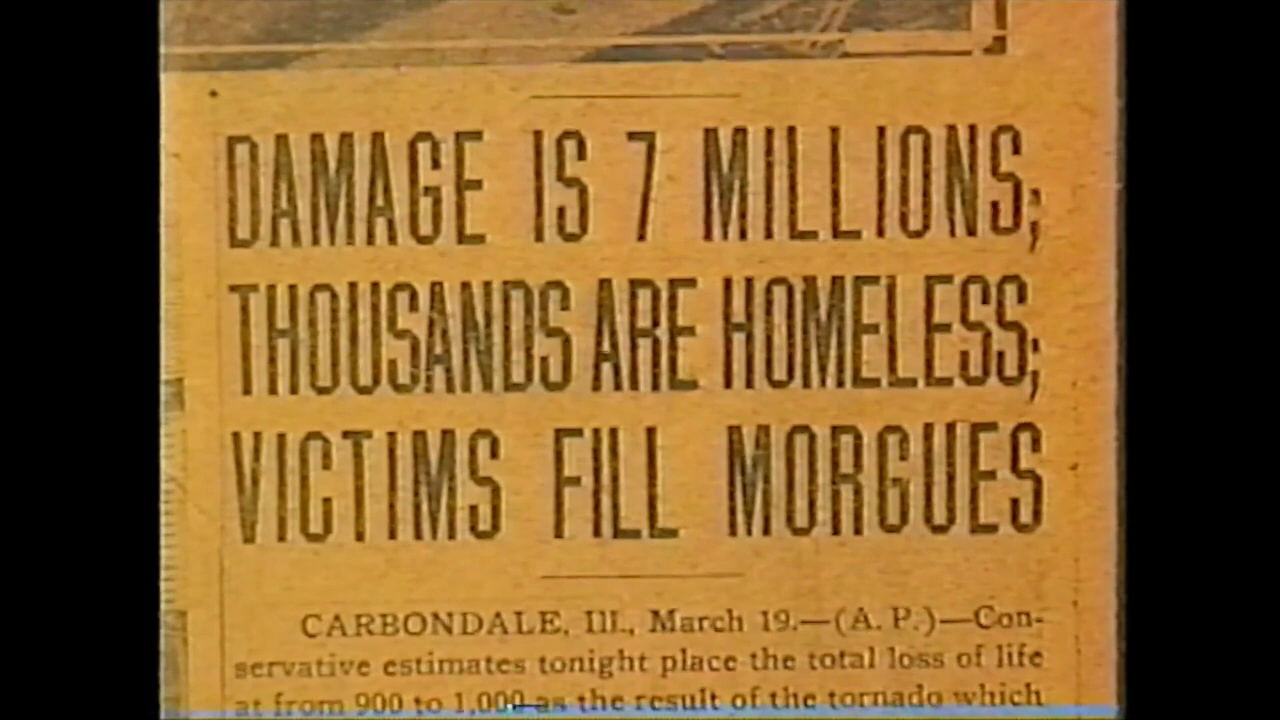 DAMAGE IS 7 MILLIONS;
THOUSANDS ARE HOMELESS;
VICTIMS FILL MORGUES
CARBONDALE, Ill., March 19.—(A. P.)—Con-
servative estimates tonight place the total loss of life
at from 900 to 1,000 as the result of the tornado which